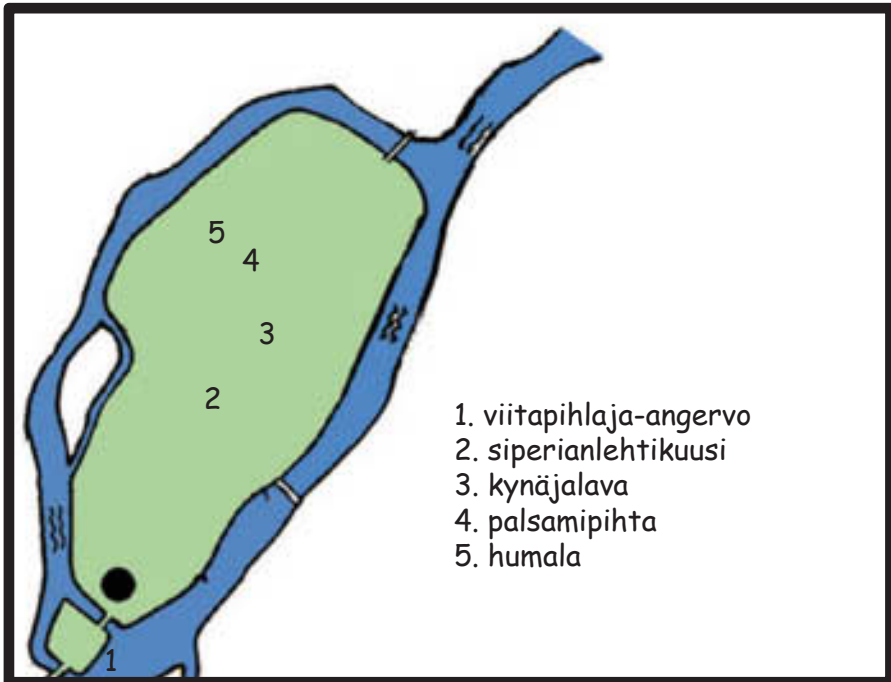 5
4
3
2
1
1. viitapihlaja-angervo
2. siperianlehtikuusi
3. kynäjalava
4. palsamipihta
5. humala